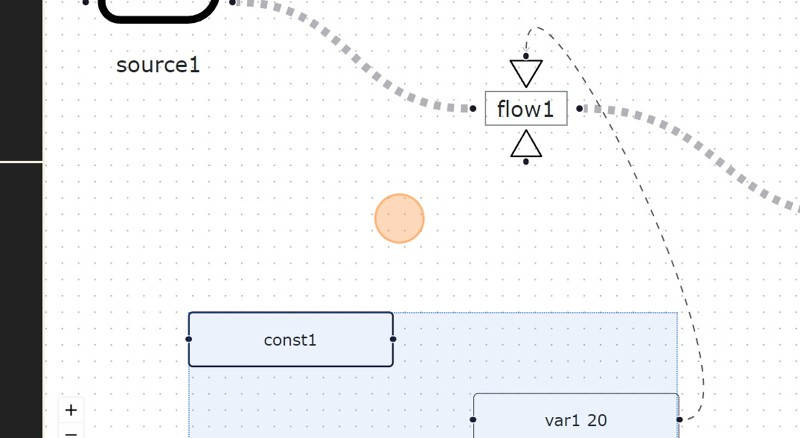 source1
flow1
const1
var1 20
+
−